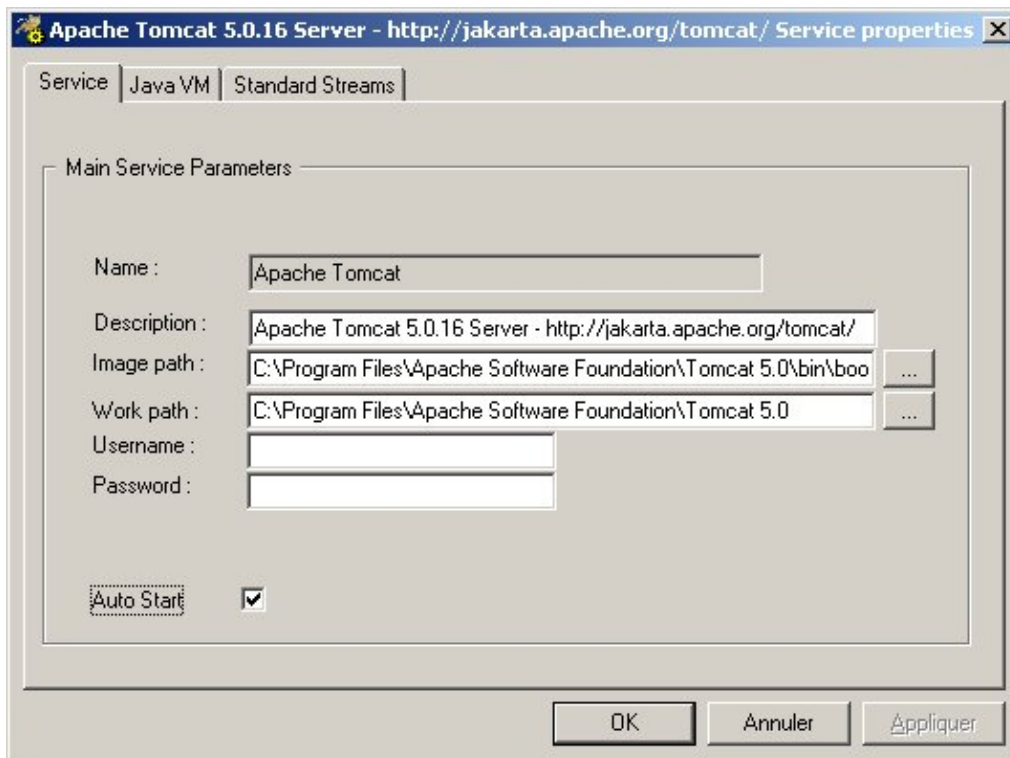 Apache Tomcat 5.0.16 Server - http://jakarta.apache.org/tomcat/ Service properties
Service
Java VM
Standard Streams
Main Service Parameters
Name :
Apache Tomcat
Description :
Apache Tomcat 5.0.16 Server - http://jakarta.apache.org/tomcat/
Image path :
C:\Program Files\Apache Software Foundation\Tomcat 5.0\bin\boo
...
Work path :
C:\Program Files\Apache Software Foundation\Tomcat 5.0
...
Username :
Password :
Auto Start
OK
Annuler
Appliquer